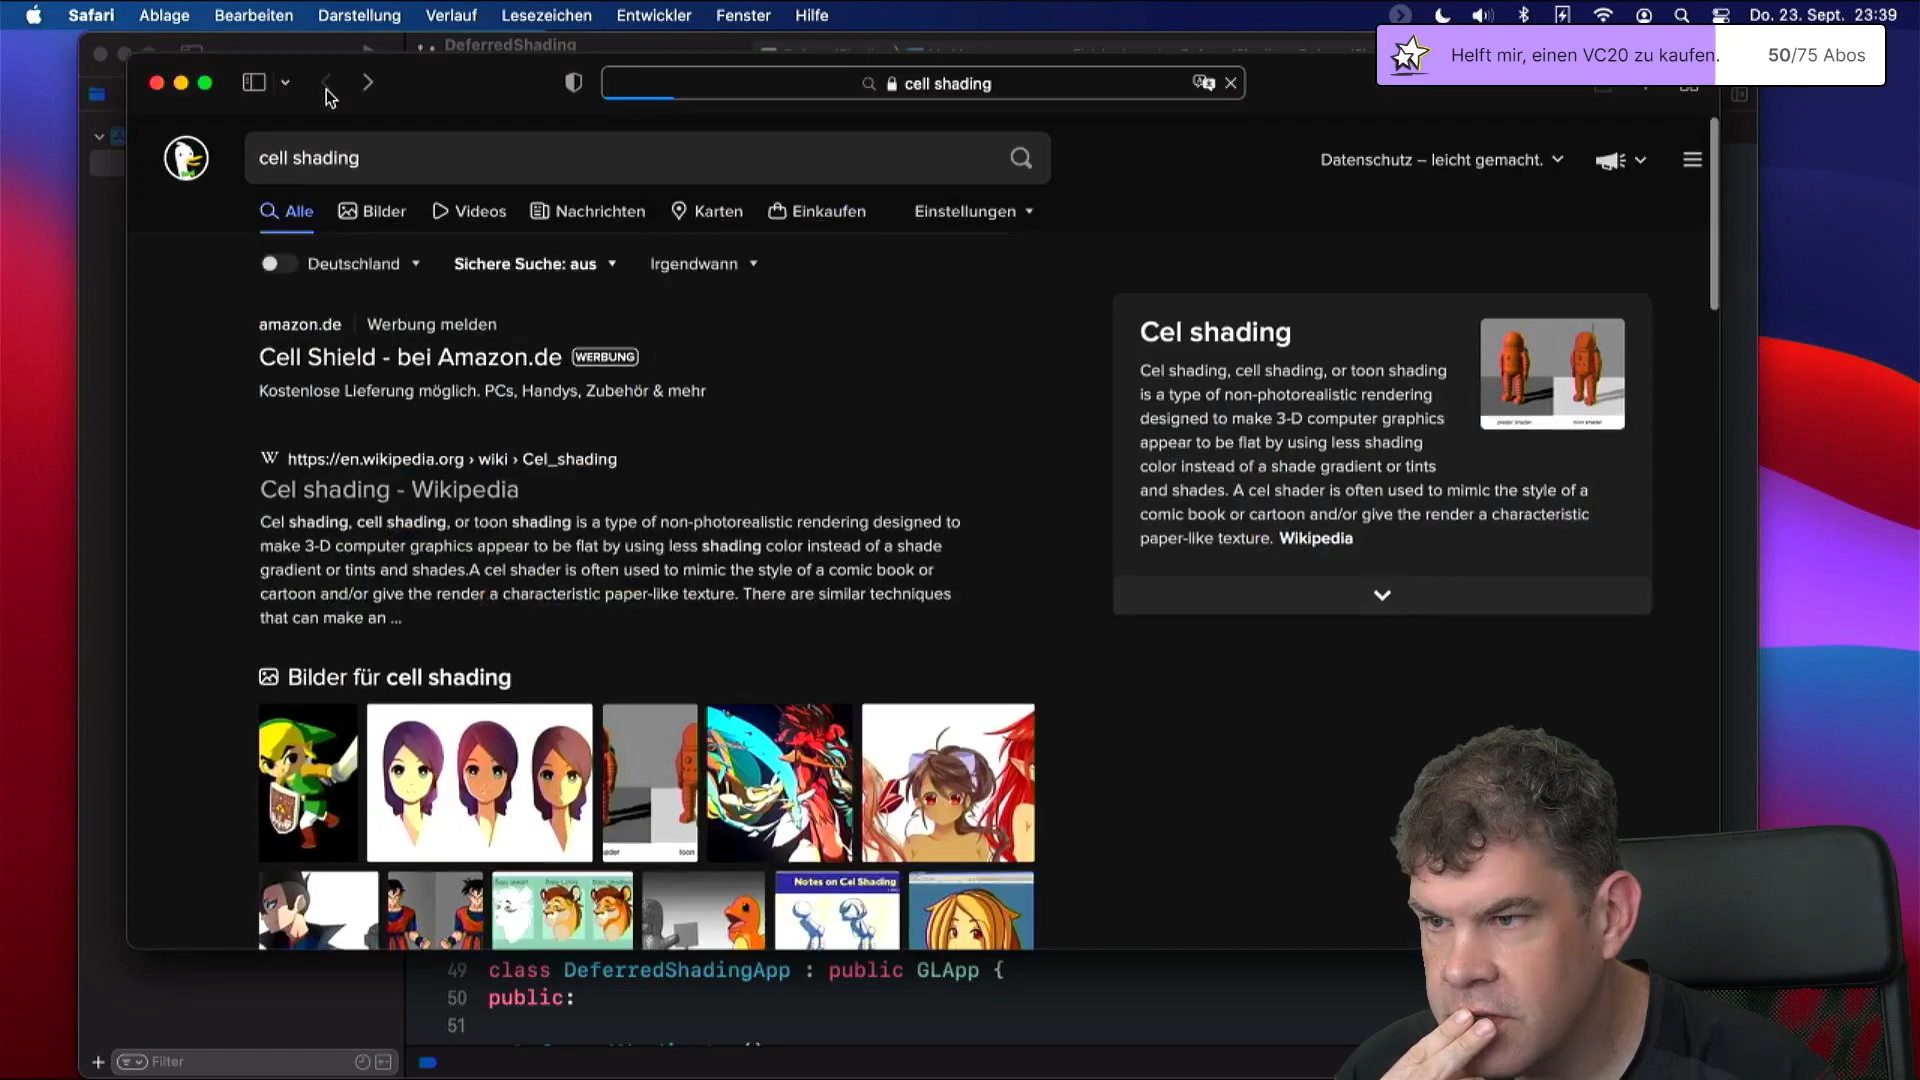 Safari Ablage Bearbeiten Darstellung Verlauf Lesezeichen Entwickler Fenster Hilfe Do. 23. Sept. 23:39
DeferredShading
Helft mir, einen VC20 zu kaufen. 50/75 Abos
cell shading
cell shading
Datenschutz – leicht gemacht.
Alle Bilder Videos Nachrichten Karten Einkaufen Einstellungen
Deutschland Sichere Suche: aus Irgendwann
amazon.de Werbung melden
Cell Shield - bei Amazon.de WERBUNG
Kostenlose Lieferung möglich. PCs, Handys, Zubehör & mehr
W https://en.wikipedia.org › wiki › Cel_shading
Cel shading - Wikipedia
Cel shading, cell shading, or toon shading is a type of non-photorealistic rendering designed to
make 3-D computer graphics appear to be flat by using less shading color instead of a shade
gradient or tints and shades.A cel shader is often used to mimic the style of a comic book or
cartoon and/or give the render a characteristic paper-like texture. There are similar techniques
that can make an ...
Cel shading
Cel shading, cell shading, or toon shading
is a type of non-photorealistic rendering
designed to make 3-D computer graphics
appear to be flat by using less shading
color instead of a shade gradient or tints
and shades. A cel shader is often used to mimic the style of a
comic book or cartoon and/or give the render a characteristic
paper-like texture. Wikipedia
Bilder für cell shading
toon
Notes on Cel Shading
49 class DeferredShadingApp : public GLApp {
50 public:
51
Filter